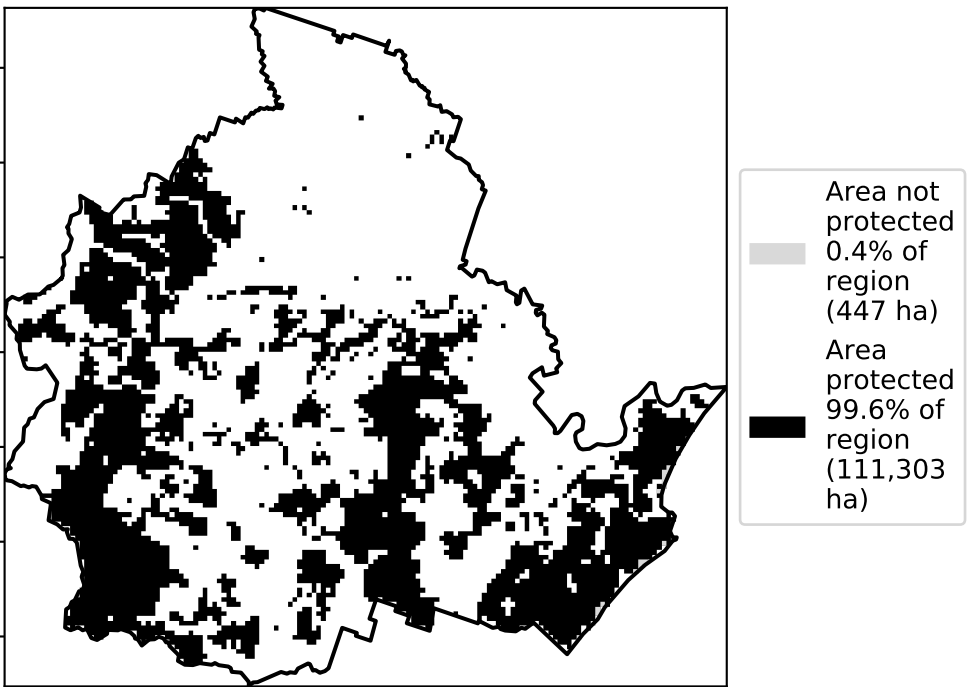 Area not
protected
0.4% of
region
(447 ha)
Area
protected
99.6% of
region
(111,303
ha)